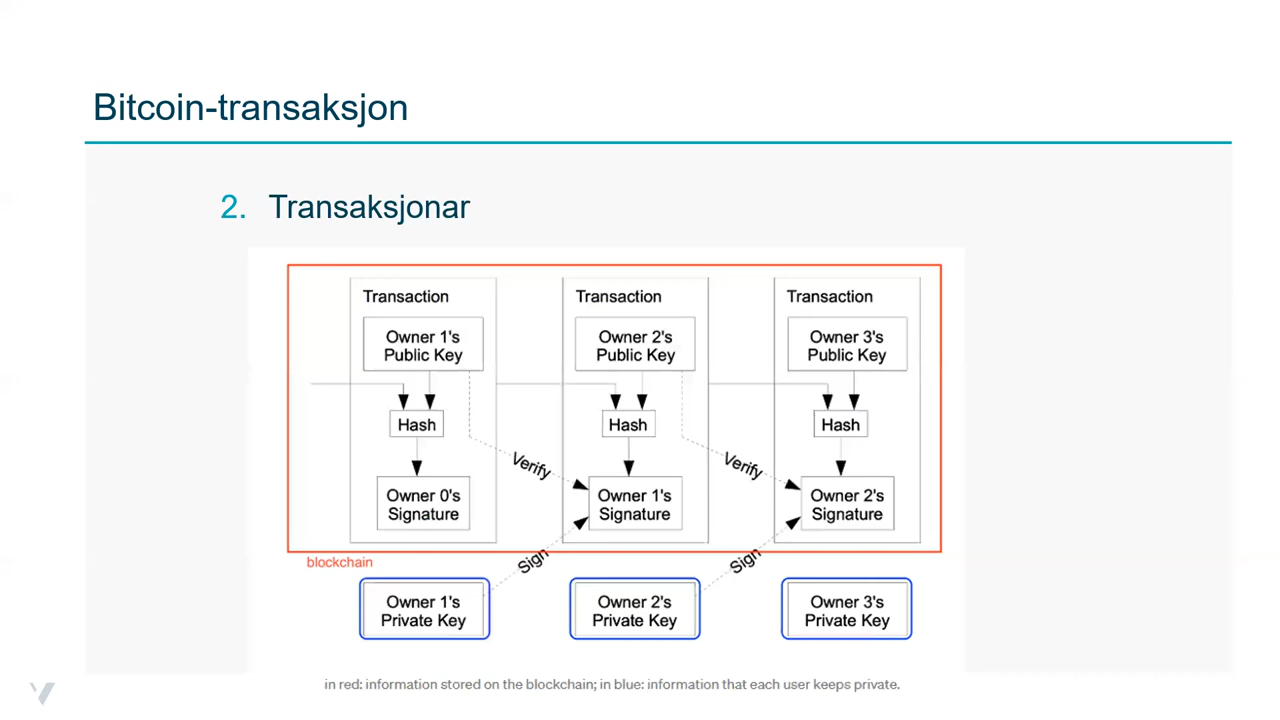 Bitcoin-transaksjon
2. Transaksjonar
Transaction
Owner 1's
Public Key
Hash
Owner 0's
Signature
Transaction
Owner 2's
Public Key
Hash
Verify
Owner 1's
Signature
Transaction
Owner 3's
Public Key
Hash
Verify
Owner 2's
Signature
blockchain
Sign
Sign
Owner 1's
Private Key
Owner 2's
Private Key
Owner 3's
Private Key
in red: information stored on the blockchain; in blue: information that each user keeps private.